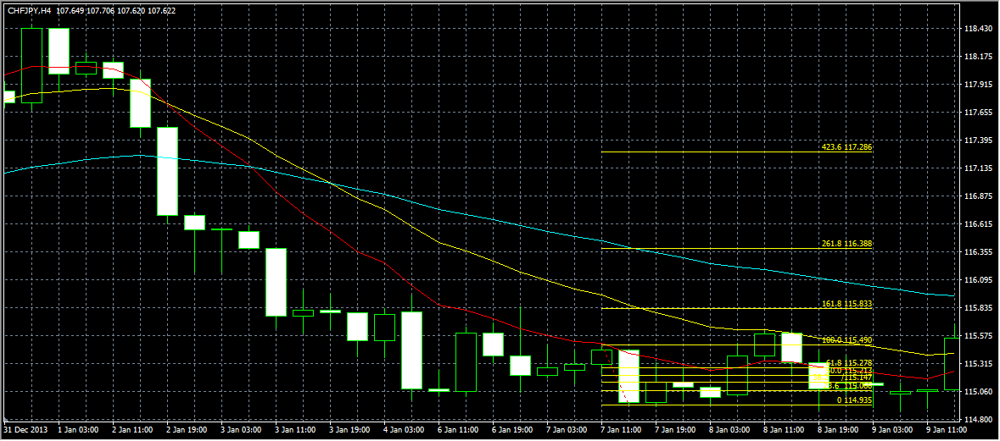 CHFJPY,H4 107.649 107.706 107.620 107.622
118.430
118.175
117.915
117.655
117.395
117.135
116.875
116.615
116.355
116.095
115.835
115.575
115.315
115.060
114.800
423.6 117.286
261.8 116.388
161.8 115.833
100.0 115.490
61.8 115.278
50.0 115.213
115.147
115.066
0 114.935
31 Dec 2013
1 Jan 03:00
2 Jan 11:00
2 Jan 19:00
3 Jan 03:00
3 Jan 11:00
3 Jan 19:00
4 Jan 03:00
6 Jan 11:00
6 Jan 19:00
7 Jan 03:00
7 Jan 11:00
7 Jan 19:00
8 Jan 03:00
8 Jan 11:00
8 Jan 19:00
9 Jan 03:00
9 Jan 11:00